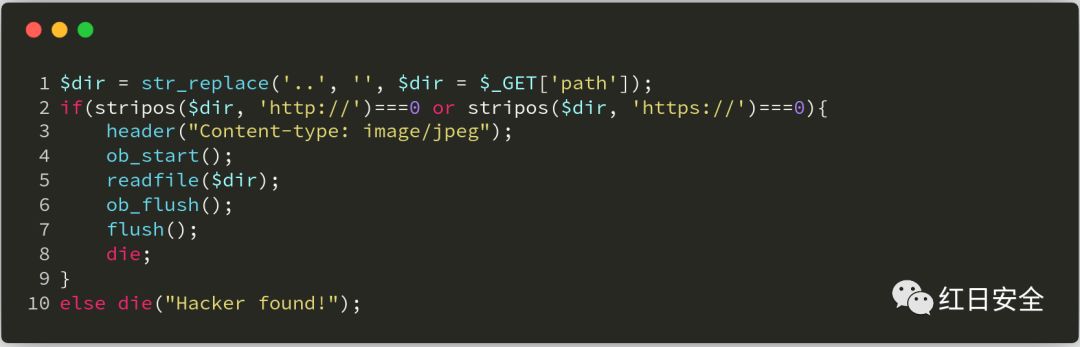 1 $dir = str_replace('..', '', $dir = $_GET['path']);
2 if(stripos($dir, 'http://')===0 or stripos($dir, 'https://')===0){
3     header("Content-type: image/jpeg");
4     ob_start();
5     readfile($dir);
6     ob_flush();
7     flush();
8     die;
9 }
10 else die("Hacker found!");
红日安全